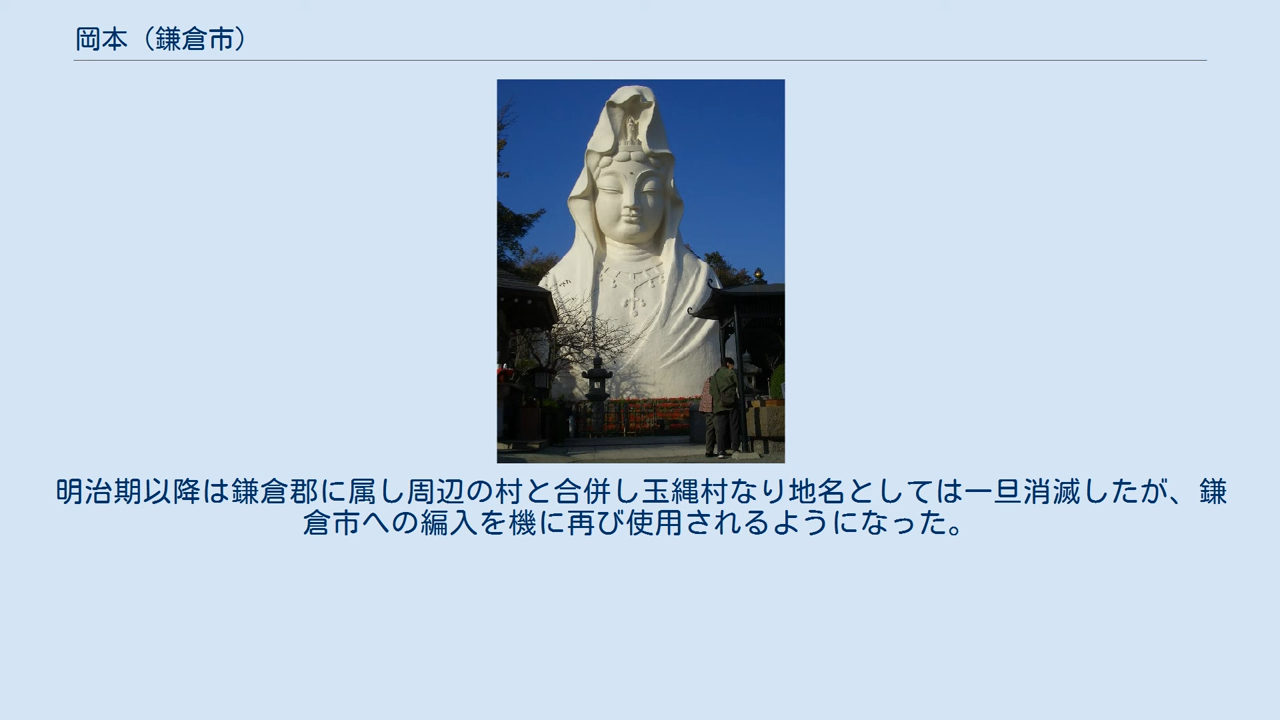 岡本（鎌倉市）
明治期以降は鎌倉郡に属し周辺の村と合併し玉縄村なり地名としては一旦消滅したが、鎌
倉市への編入を機に再び使用されるようになった。